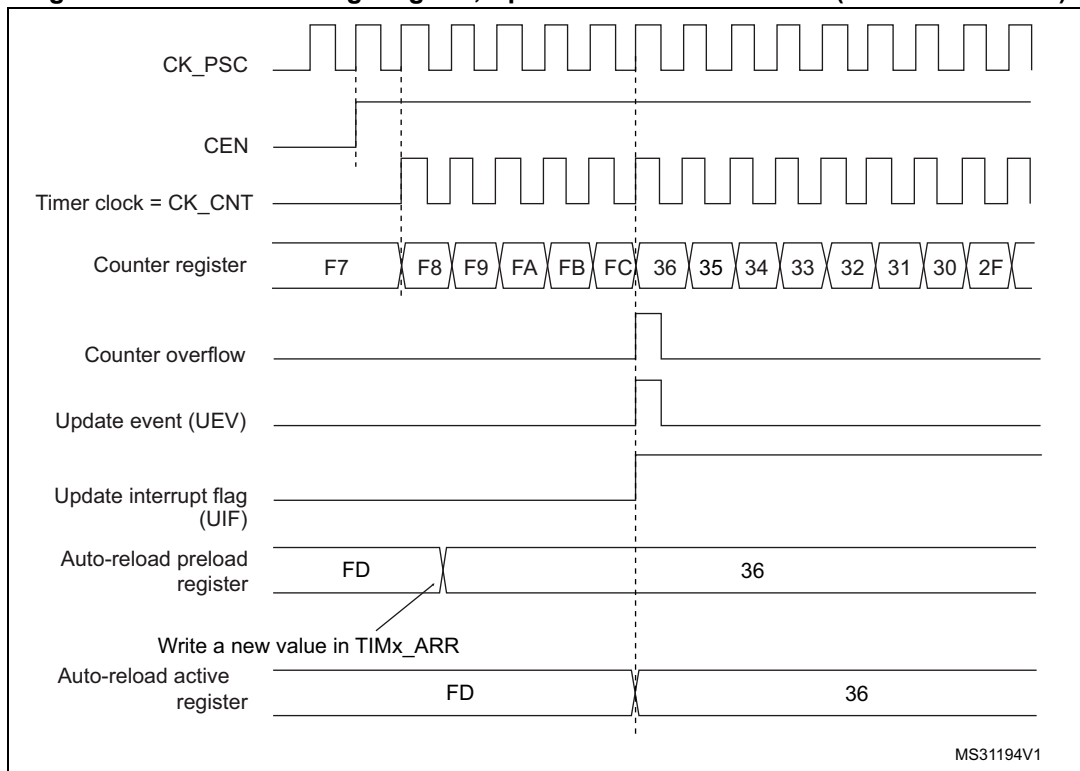 CK_PSC
CEN
Timer clock = CK_CNT
Counter register
F7 F8 F9 FA FB FC 36 35 34 33 32 31 30 2F
Counter overflow
Update event (UEV)
Update interrupt flag
(UIF)
Auto-reload preload
register
FD 36
Write a new value in TIMx_ARR
Auto-reload active
register
FD 36
MS31194V1